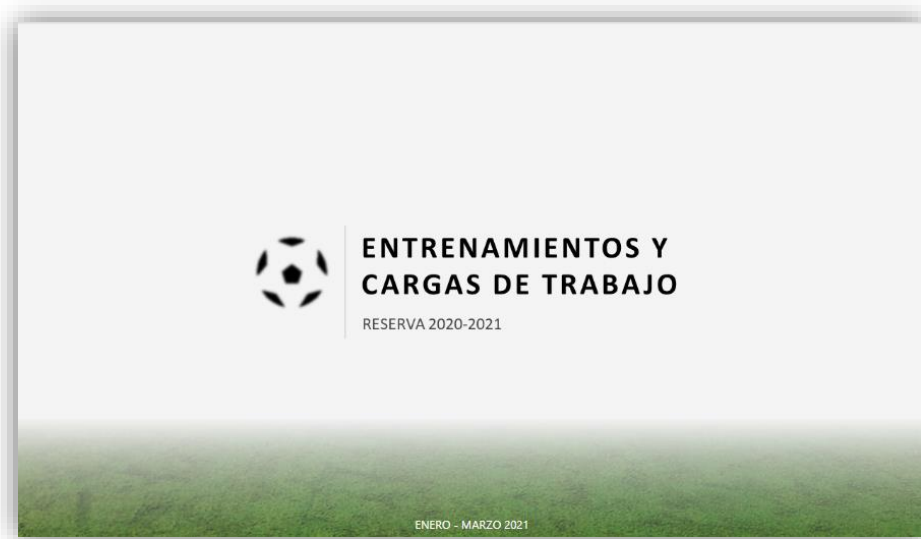 ENTRENAMIENTOS Y
CARGAS DE TRABAJO
RESERVA 2020-2021
ENERO - MARZO 2021